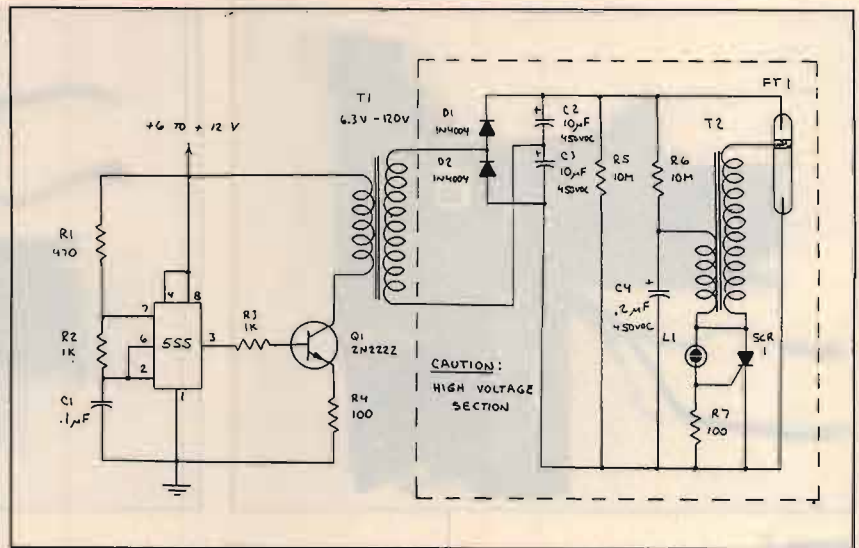 +6 TO +12 V
R1
470
R2
1K
C1
.1µF
7
6
2
4
8
555
3
1
R3
1K
Q1
2N2222
R4
100
T1
6.3V - 120V
D1
1N4004
D2
1N4004
+
C2
10µF
450VDC
+
C3
10µF
450VDC
CAUTION:
HIGH VOLTAGE
SECTION
R5
10M
R6
10M
+
C4
.2µF
450VDC
T2
FT1
L1
SCR
1
R7
100